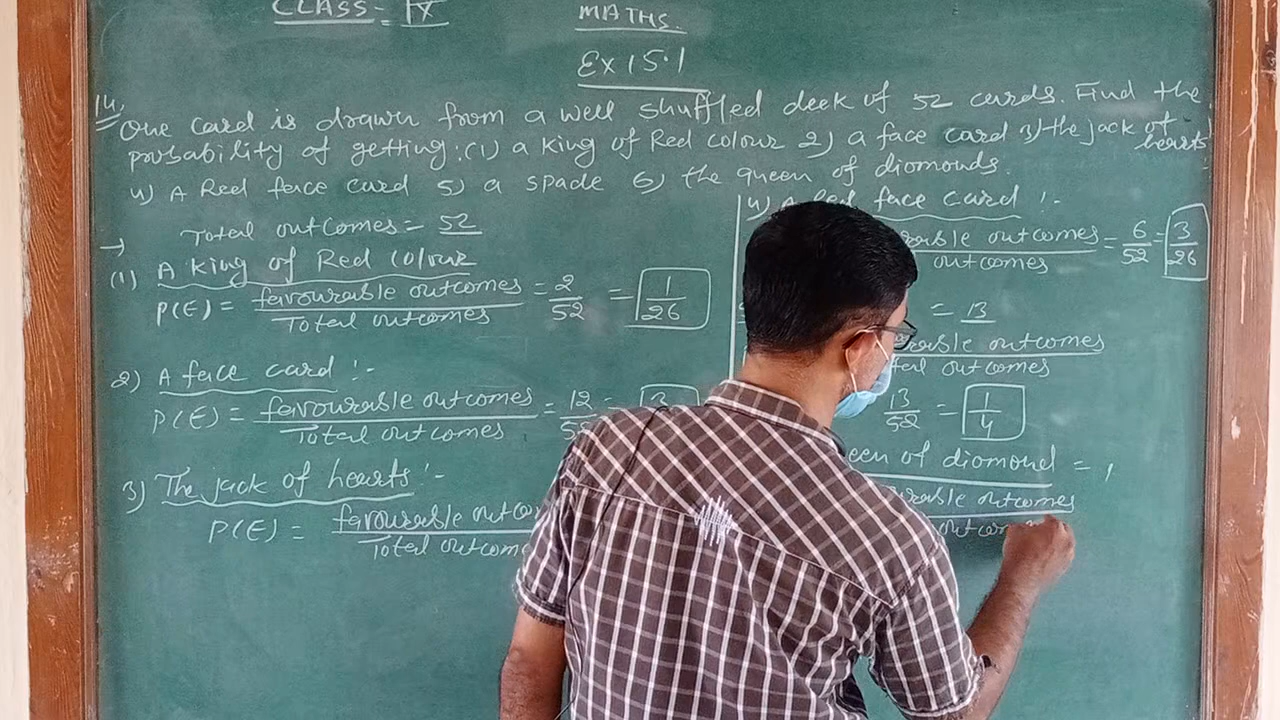 CLASS = IX
MATHS.
Ex 15.1
14. One card is drawn from a well shuffled deck of 52 cards. Find the
probability of getting: (1) a king of Red colour 2) a face card 3) the jack of hearts
4) A Red face card 5) a spade 6) the queen of diomonds.
→ Total outcomes = 52
(1) A king of Red colour
P(E) = favourable outcomes / Total outcomes = 2/52 = 1/26
2) A face card :-
P(E) = favourable outcomes / Total outcomes = 12/ = 3
3) The jack of hearts :-
P(E) = favourable / Total
4) A Red face card :-
outcomes / outcomes = 6/52 = 3/26
= 13
outcomes / outcomes
13/52 = 1/4
of diomond = 1
outcomes